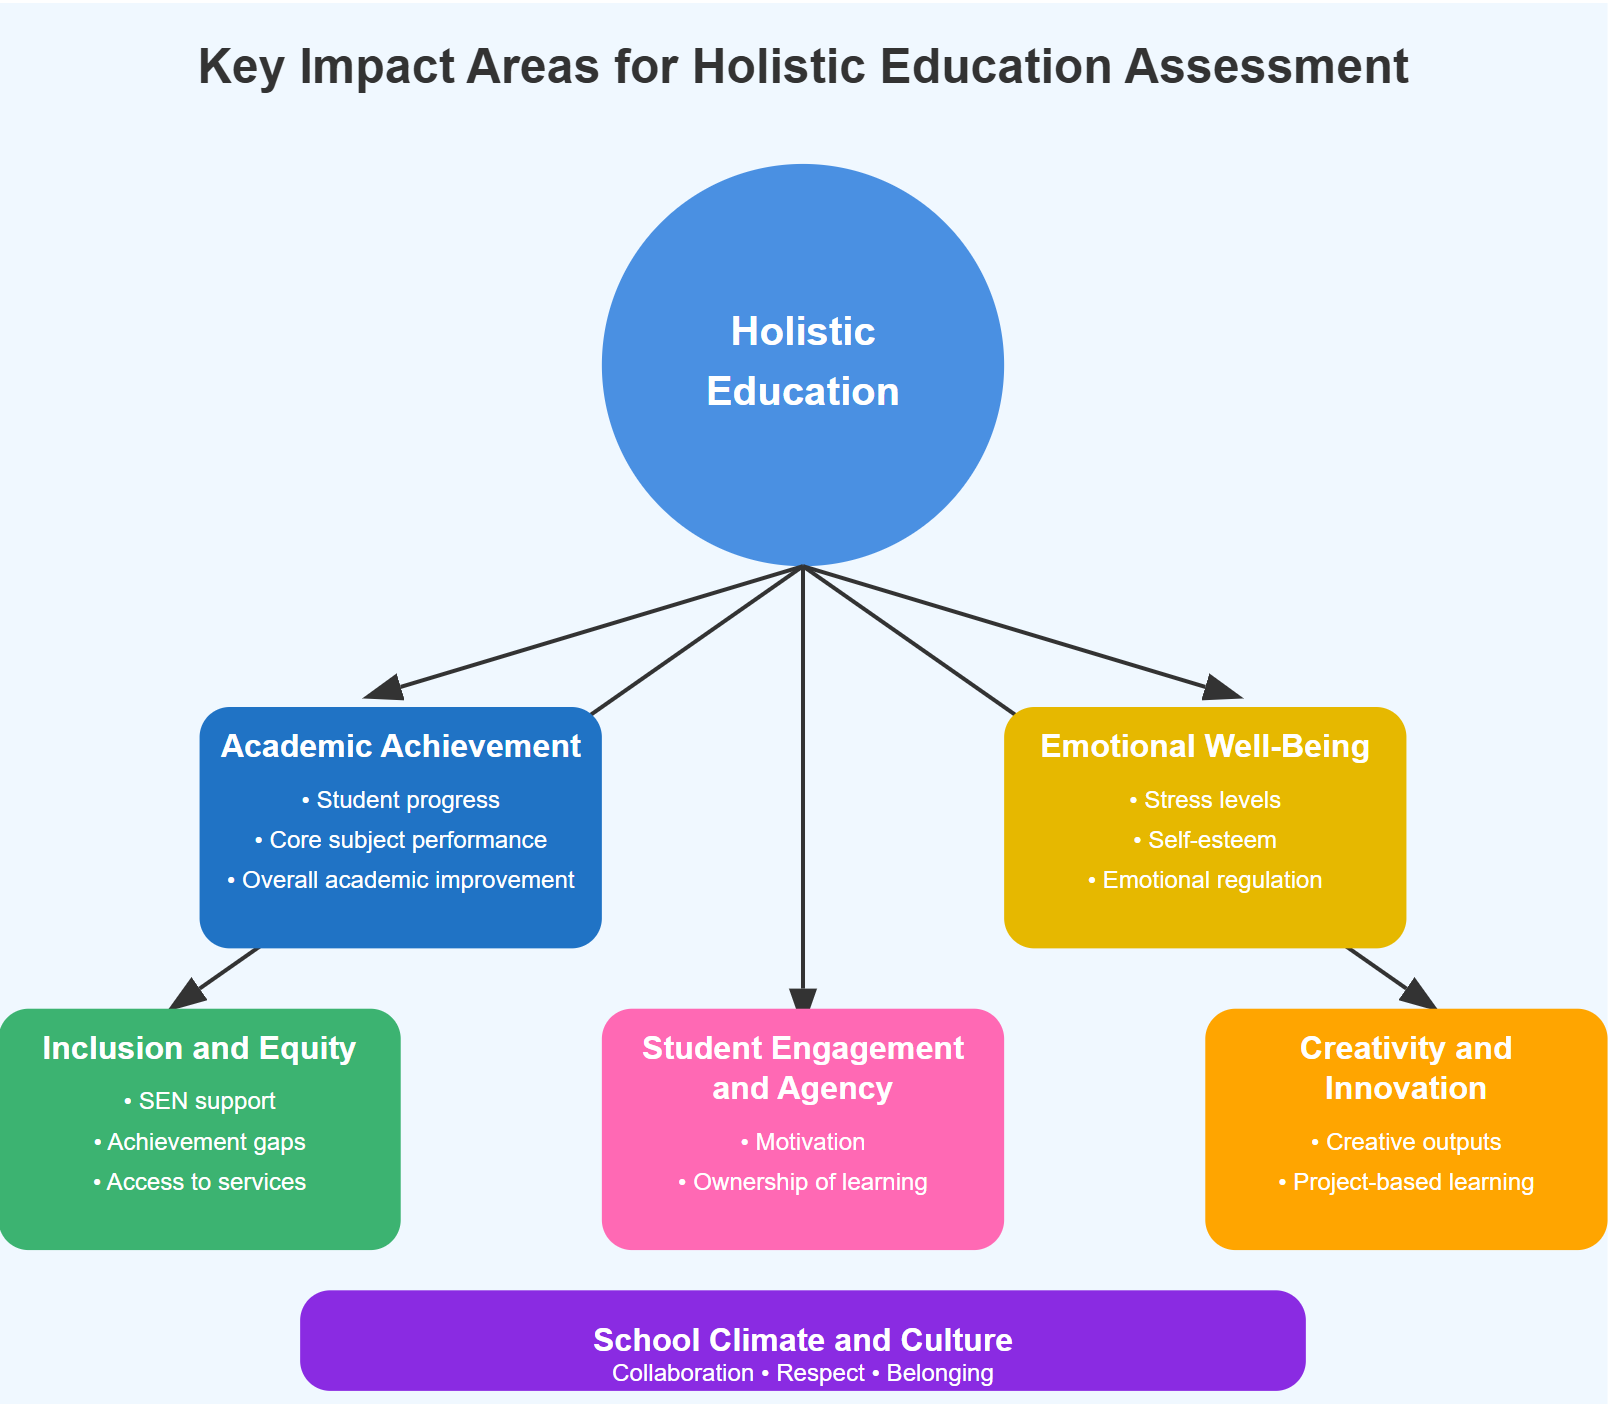 Key Impact Areas for Holistic Education Assessment
Holistic
Education
Academic Achievement
• Student progress
• Core subject performance
• Overall academic improvement
Emotional Well-Being
• Stress levels
• Self-esteem
• Emotional regulation
Inclusion and Equity
• SEN support
• Achievement gaps
• Access to services
Student Engagement
and Agency
• Motivation
• Ownership of learning
Creativity and
Innovation
• Creative outputs
• Project-based learning
School Climate and Culture
Collaboration • Respect • Belonging